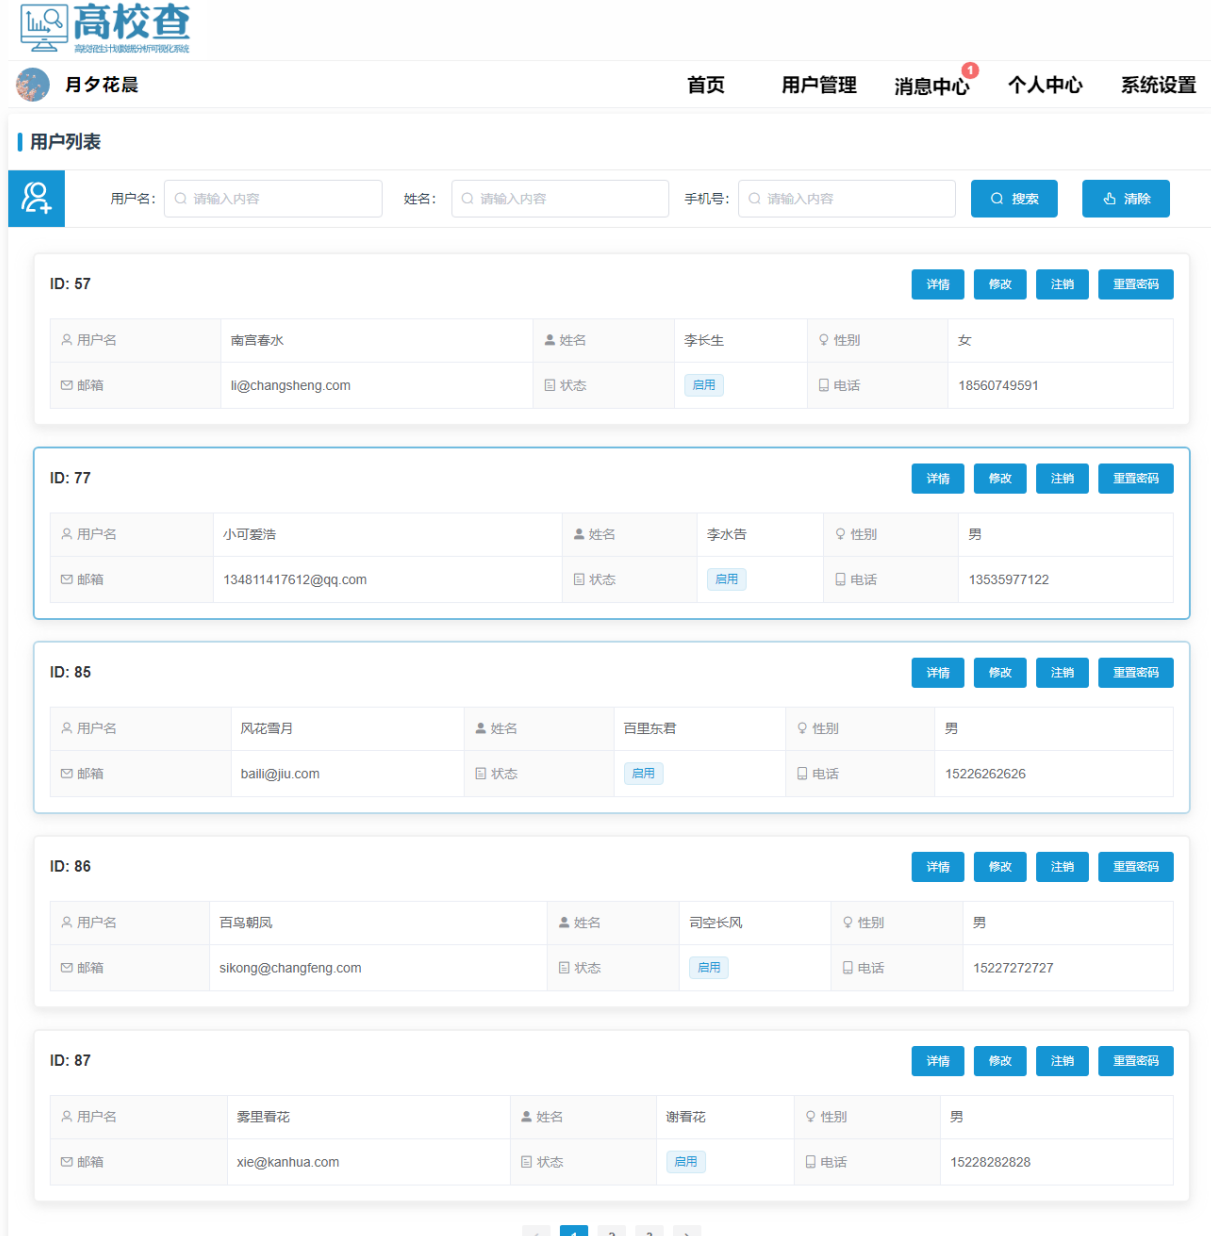 高校查
高校招生计划数据分析可视化系统
月夕花晨 首页 用户管理 消息中心 1 个人中心 系统设置
用户列表
用户名: 请输入内容 姓名: 请输入内容 手机号: 请输入内容 搜索 清除
ID: 57 详情 修改 注销 重置密码
用户名 南宫春水 姓名 李长生 性别 女
邮箱 li@changsheng.com 状态 启用 电话 18560749591
ID: 77 详情 修改 注销 重置密码
用户名 小可爱浩 姓名 李水告 性别 男
邮箱 134811417612@qq.com 状态 启用 电话 13535977122
ID: 85 详情 修改 注销 重置密码
用户名 风花雪月 姓名 百里东君 性别 男
邮箱 baili@jiu.com 状态 启用 电话 15226262626
ID: 86 详情 修改 注销 重置密码
用户名 百鸟朝凤 姓名 司空长风 性别 男
邮箱 sikong@changfeng.com 状态 启用 电话 15227272727
ID: 87 详情 修改 注销 重置密码
用户名 雾里看花 姓名 谢看花 性别 男
邮箱 xie@kanhua.com 状态 启用 电话 15228282828
1 2 3